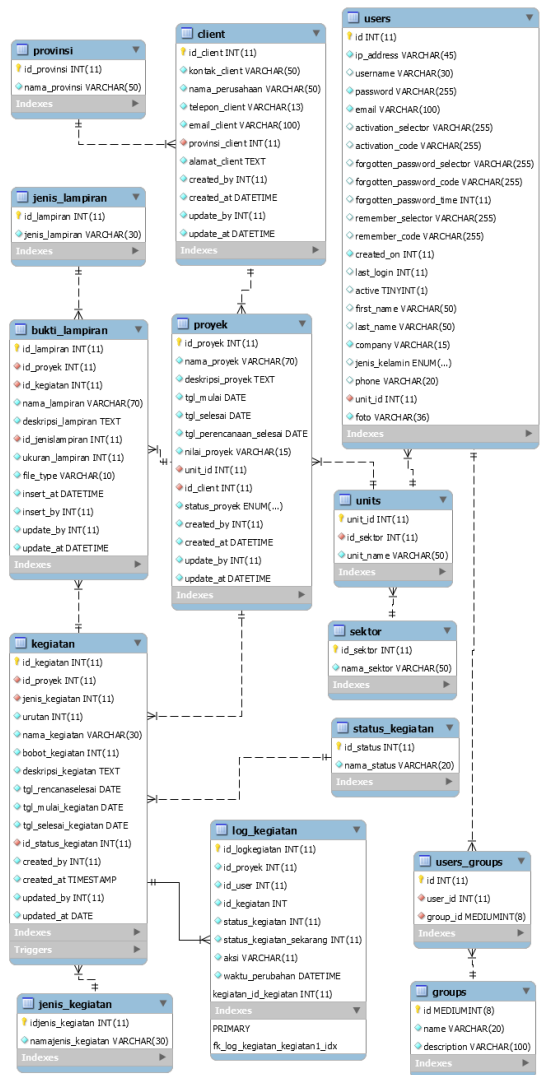 provinsi
id_provinsi INT(11)
nama_provinsi VARCHAR(50)
Indexes
client
id_client INT(11)
kontak_client VARCHAR(50)
nama_perusahaan VARCHAR(50)
telepon_client VARCHAR(13)
email_client VARCHAR(100)
provinsi_client INT(11)
alamat_client TEXT
created_by INT(11)
created_at DATETIME
update_by INT(11)
update_at DATETIME
Indexes
users
id INT(11)
ip_address VARCHAR(45)
username VARCHAR(30)
password VARCHAR(255)
email VARCHAR(100)
activation_selector VARCHAR(255)
activation_code VARCHAR(255)
forgotten_password_selector VARCHAR(255)
forgotten_password_code VARCHAR(255)
forgotten_password_time INT(11)
remember_selector VARCHAR(255)
remember_code VARCHAR(255)
created_on INT(11)
last_login INT(11)
active TINYINT(1)
first_name VARCHAR(50)
last_name VARCHAR(50)
company VARCHAR(15)
jenis_kelamin ENUM(...)
phone VARCHAR(20)
unit_id INT(11)
foto VARCHAR(36)
Indexes
jenis_lampiran
id_lampiran INT(11)
jenis_lampiran VARCHAR(30)
Indexes
bukti_lampiran
id_lampiran INT(11)
id_proyek INT(11)
id_kegiatan INT(11)
nama_lampiran VARCHAR(70)
deskripsi_lampiran TEXT
id_jenislampiran INT(11)
ukuran_lampiran INT(11)
file_type VARCHAR(10)
insert_at DATETIME
insert_by INT(11)
update_by INT(11)
update_at DATETIME
Indexes
proyek
id_proyek INT(11)
nama_proyek VARCHAR(70)
deskripsi_proyek TEXT
tgl_mulai DATE
tgl_selesai DATE
tgl_perencanaan_selesai DATE
nilai_proyek VARCHAR(15)
unit_id INT(11)
id_client INT(11)
status_proyek ENUM(...)
created_by INT(11)
created_at DATETIME
update_by INT(11)
update_at DATETIME
Indexes
units
unit_id INT(11)
id_sektor INT(11)
unit_name VARCHAR(50)
Indexes
sektor
id_sektor INT(11)
nama_sektor VARCHAR(50)
Indexes
kegiatan
id_kegiatan INT(11)
id_proyek INT(11)
jenis_kegiatan INT(11)
urutan INT(11)
nama_kegiatan VARCHAR(30)
bobot_kegiatan INT(11)
deskripsi_kegiatan TEXT
tgl_rencanaselesai DATE
tgl_mulai_kegiatan DATE
tgl_selesai_kegiatan DATE
id_status_kegiatan INT(11)
created_by INT(11)
created_at TIMESTAMP
updated_by INT(11)
updated_at DATE
Indexes
Triggers
status_kegiatan
id_status INT(11)
nama_status VARCHAR(20)
Indexes
log_kegiatan
id_logkegiatan INT(11)
id_proyek INT(11)
id_user INT(11)
id_kegiatan INT
status_kegiatan INT(11)
status_kegiatan_sekarang INT(11)
aksi VARCHAR(11)
waktu_perubahan DATETIME
kegiatan_id_kegiatan INT(11)
Indexes
PRIMARY
fk_log_kegiatan_kegiatan1_idx
users_groups
id INT(11)
user_id INT(11)
group_id MEDIUMINT(8)
Indexes
jenis_kegiatan
idjenis_kegiatan INT(11)
namajenis_kegiatan VARCHAR(30)
Indexes
groups
id MEDIUMINT(8)
name VARCHAR(20)
description VARCHAR(100)
Indexes